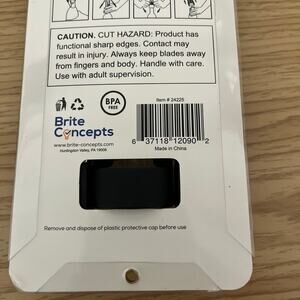 CAUTION. CUT HAZARD: Product has
functional sharp edges. Contact may
result in injury. Always keep blades away
from fingers and body. Handle with care.
Use with adult supervision.
Item # 24225
BPA
FREE
Brite
Concepts
www.brite-concepts.com
Huntingdon Valley, PA 19006
6 37118 12090 2
Made in China
Remove and dispose of plastic protective cap before use